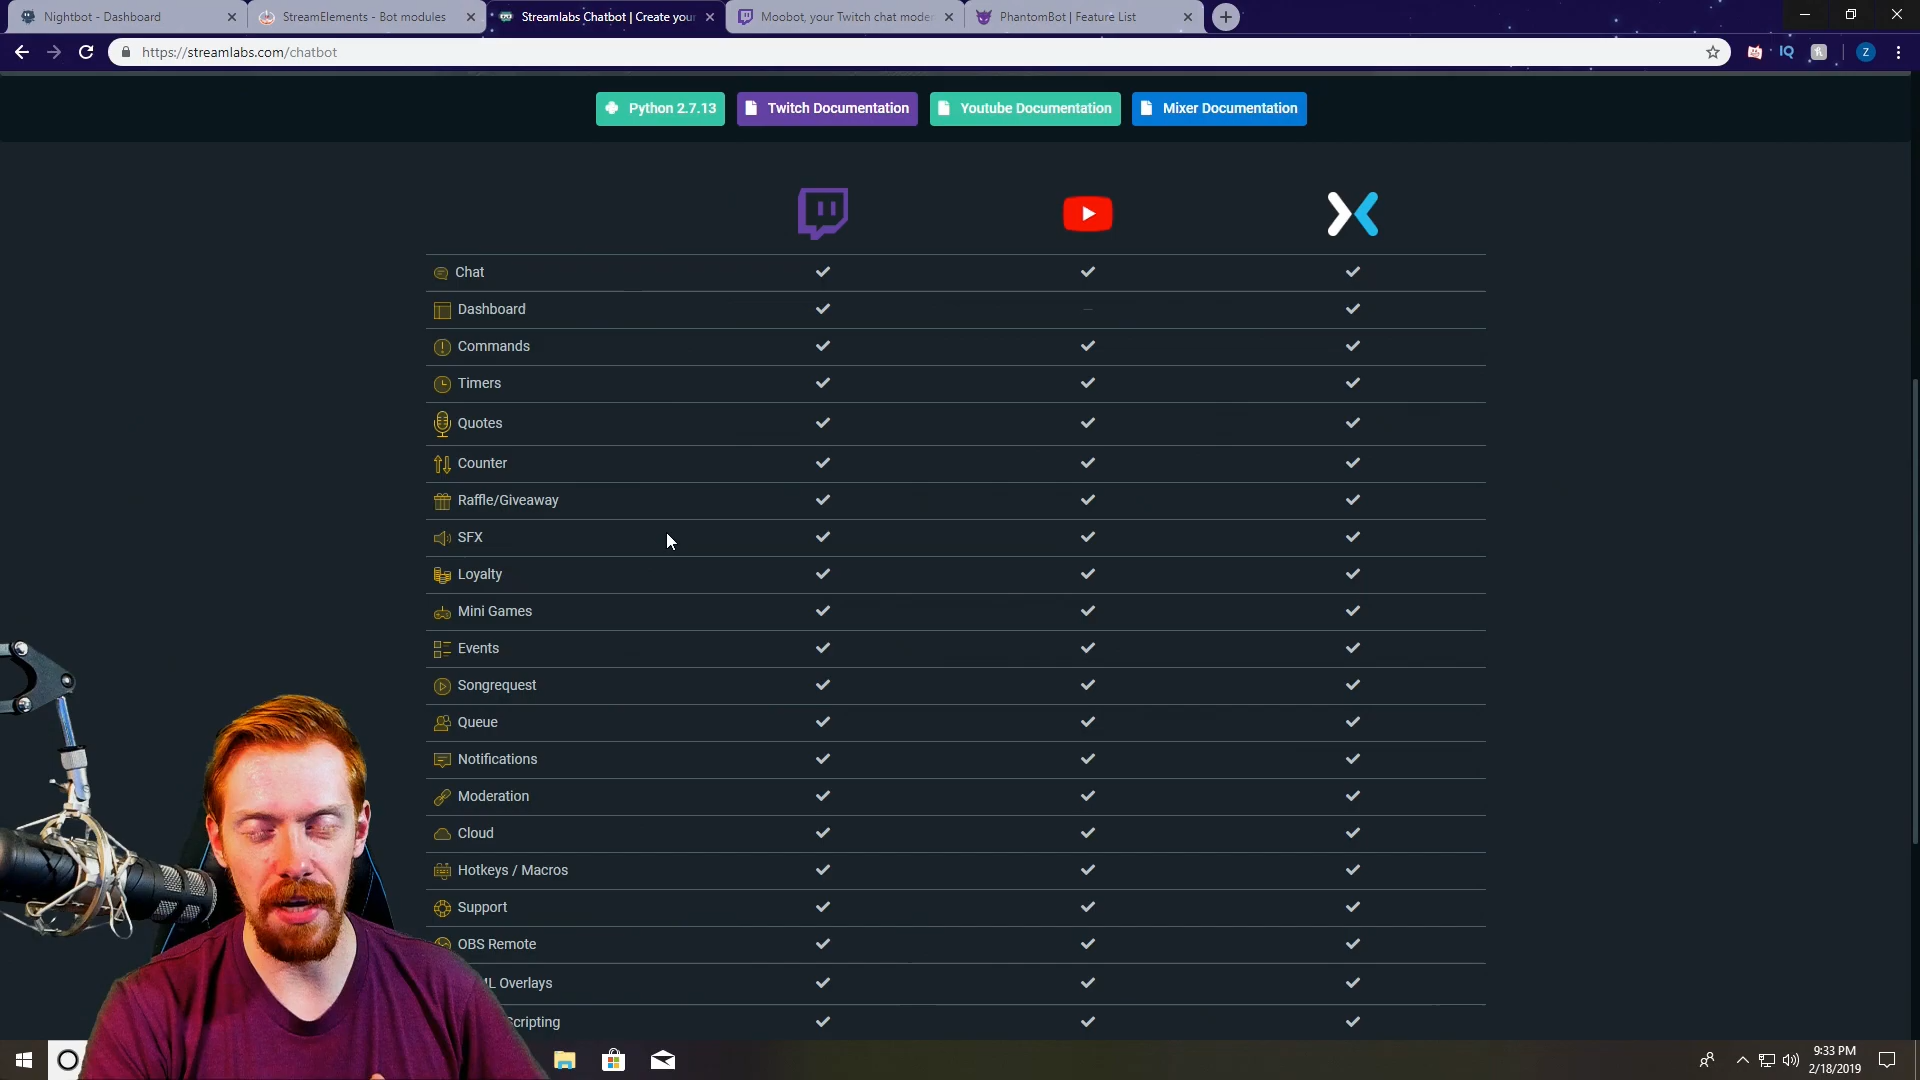 Nightbot - Dashboard
StreamElements - Bot modules
Streamlabs Chatbot | Create your
Moobot, your Twitch chat mode
PhantomBot | Feature List
https://streamlabs.com/chatbot
IQ
Z
Python 2.7.13
Twitch Documentation
Youtube Documentation
Mixer Documentation
Chat
Dashboard
Commands
Timers
Quotes
Counter
Raffle/Giveaway
SFX
Loyalty
Mini Games
Events
Songrequest
Queue
Notifications
Moderation
Cloud
Hotkeys / Macros
Support
OBS Remote
L Overlays
Scripting
9:33 PM
2/18/2019